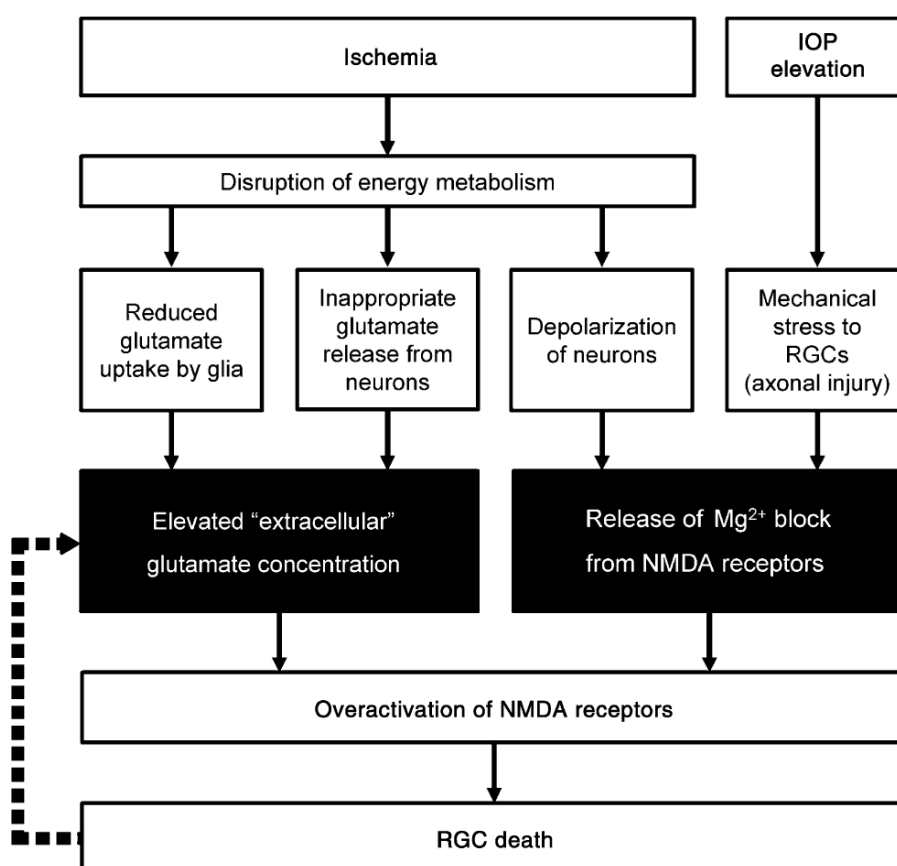 Ischemia
IOP
elevation
Disruption of energy metabolism
Reduced
glutamate
uptake by glia
Inappropriate
glutamate
release from
neurons
Depolarization
of neurons
Mechanical
stress to
RGCs
(axonal injury)
Elevated “extracellular”
glutamate concentration
Release of Mg²⁺ block
from NMDA receptors
Overactivation of NMDA receptors
RGC death